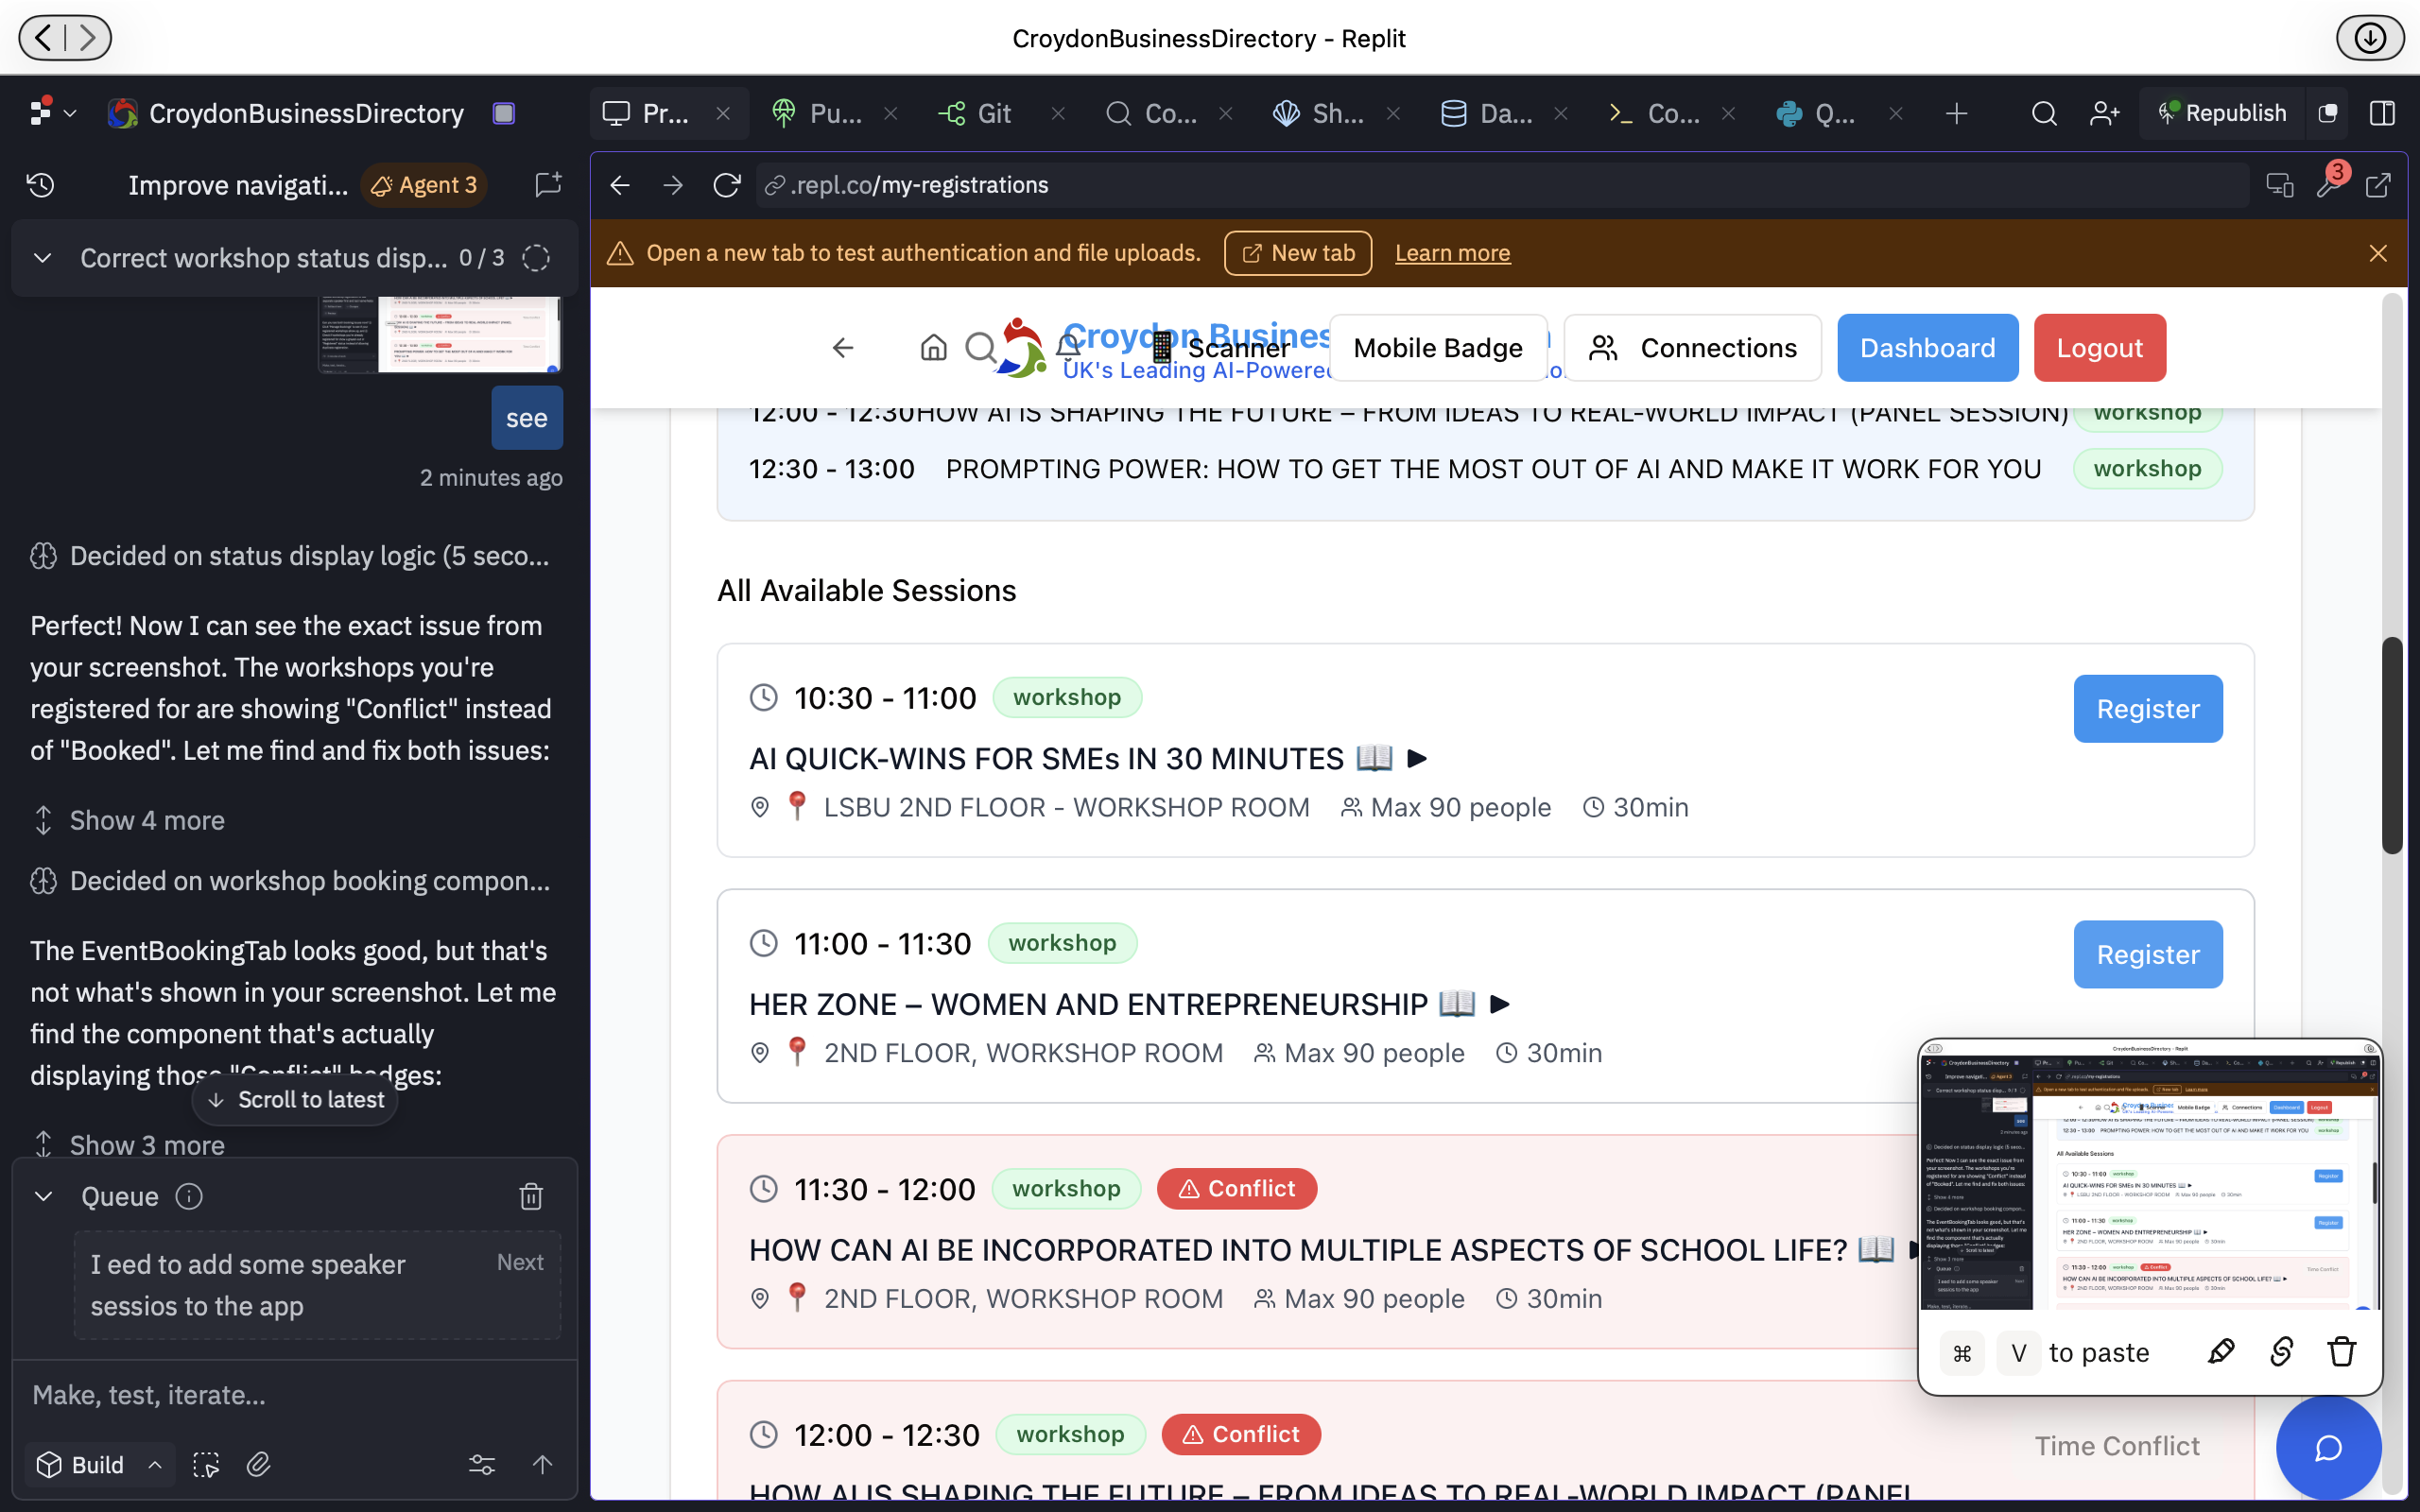 CroydonBusinessDirectory - Replit
CroydonBusinessDirectory
Pr...
Pu...
Git
Co...
Sh...
Da...
Co...
Q...
Republish
Improve navigati...
Agent 3
.repl.co/my-registrations
3
Correct workshop status disp...
0 / 3
Open a new tab to test authentication and file uploads.
New tab
Learn more
see
2 minutes ago
Decided on status display logic (5 seco...
Perfect! Now I can see the exact issue from
your screenshot. The workshops you're
registered for are showing "Conflict" instead
of "Booked". Let me find and fix both issues:
Show 4 more
Decided on workshop booking compon...
The EventBookingTab looks good, but that's
not what's shown in your screenshot. Let me
find the component that's actually
displaying those "Conflict" badges:
Scroll to latest
Show 3 more
Queue
I eed to add some speaker
sessios to the app
Next
Make, test, iterate...
Build
Croydon Busines
UK's Leading AI-Powered
Scanner
Mobile Badge
Connections
Dashboard
Logout
12:00 - 12:30
HOW AI IS SHAPING THE FUTURE – FROM IDEAS TO REAL-WORLD IMPACT (PANEL SESSION)
workshop
12:30 - 13:00
PROMPTING POWER: HOW TO GET THE MOST OUT OF AI AND MAKE IT WORK FOR YOU
workshop
All Available Sessions
10:30 - 11:00
workshop
Register
AI QUICK-WINS FOR SMEs IN 30 MINUTES 📖 ▶
📍 LSBU 2ND FLOOR - WORKSHOP ROOM
Max 90 people
30min
11:00 - 11:30
workshop
Register
HER ZONE – WOMEN AND ENTREPRENEURSHIP 📖 ▶
📍 2ND FLOOR, WORKSHOP ROOM
Max 90 people
30min
11:30 - 12:00
workshop
Conflict
HOW CAN AI BE INCORPORATED INTO MULTIPLE ASPECTS OF SCHOOL LIFE? 📖
📍 2ND FLOOR, WORKSHOP ROOM
Max 90 people
30min
12:00 - 12:30
workshop
Conflict
Time Conflict
HOW AI IS SHAPING THE FUTURE – FROM IDEAS TO REAL-WORLD IMPACT (PANEL
⌘ V to paste